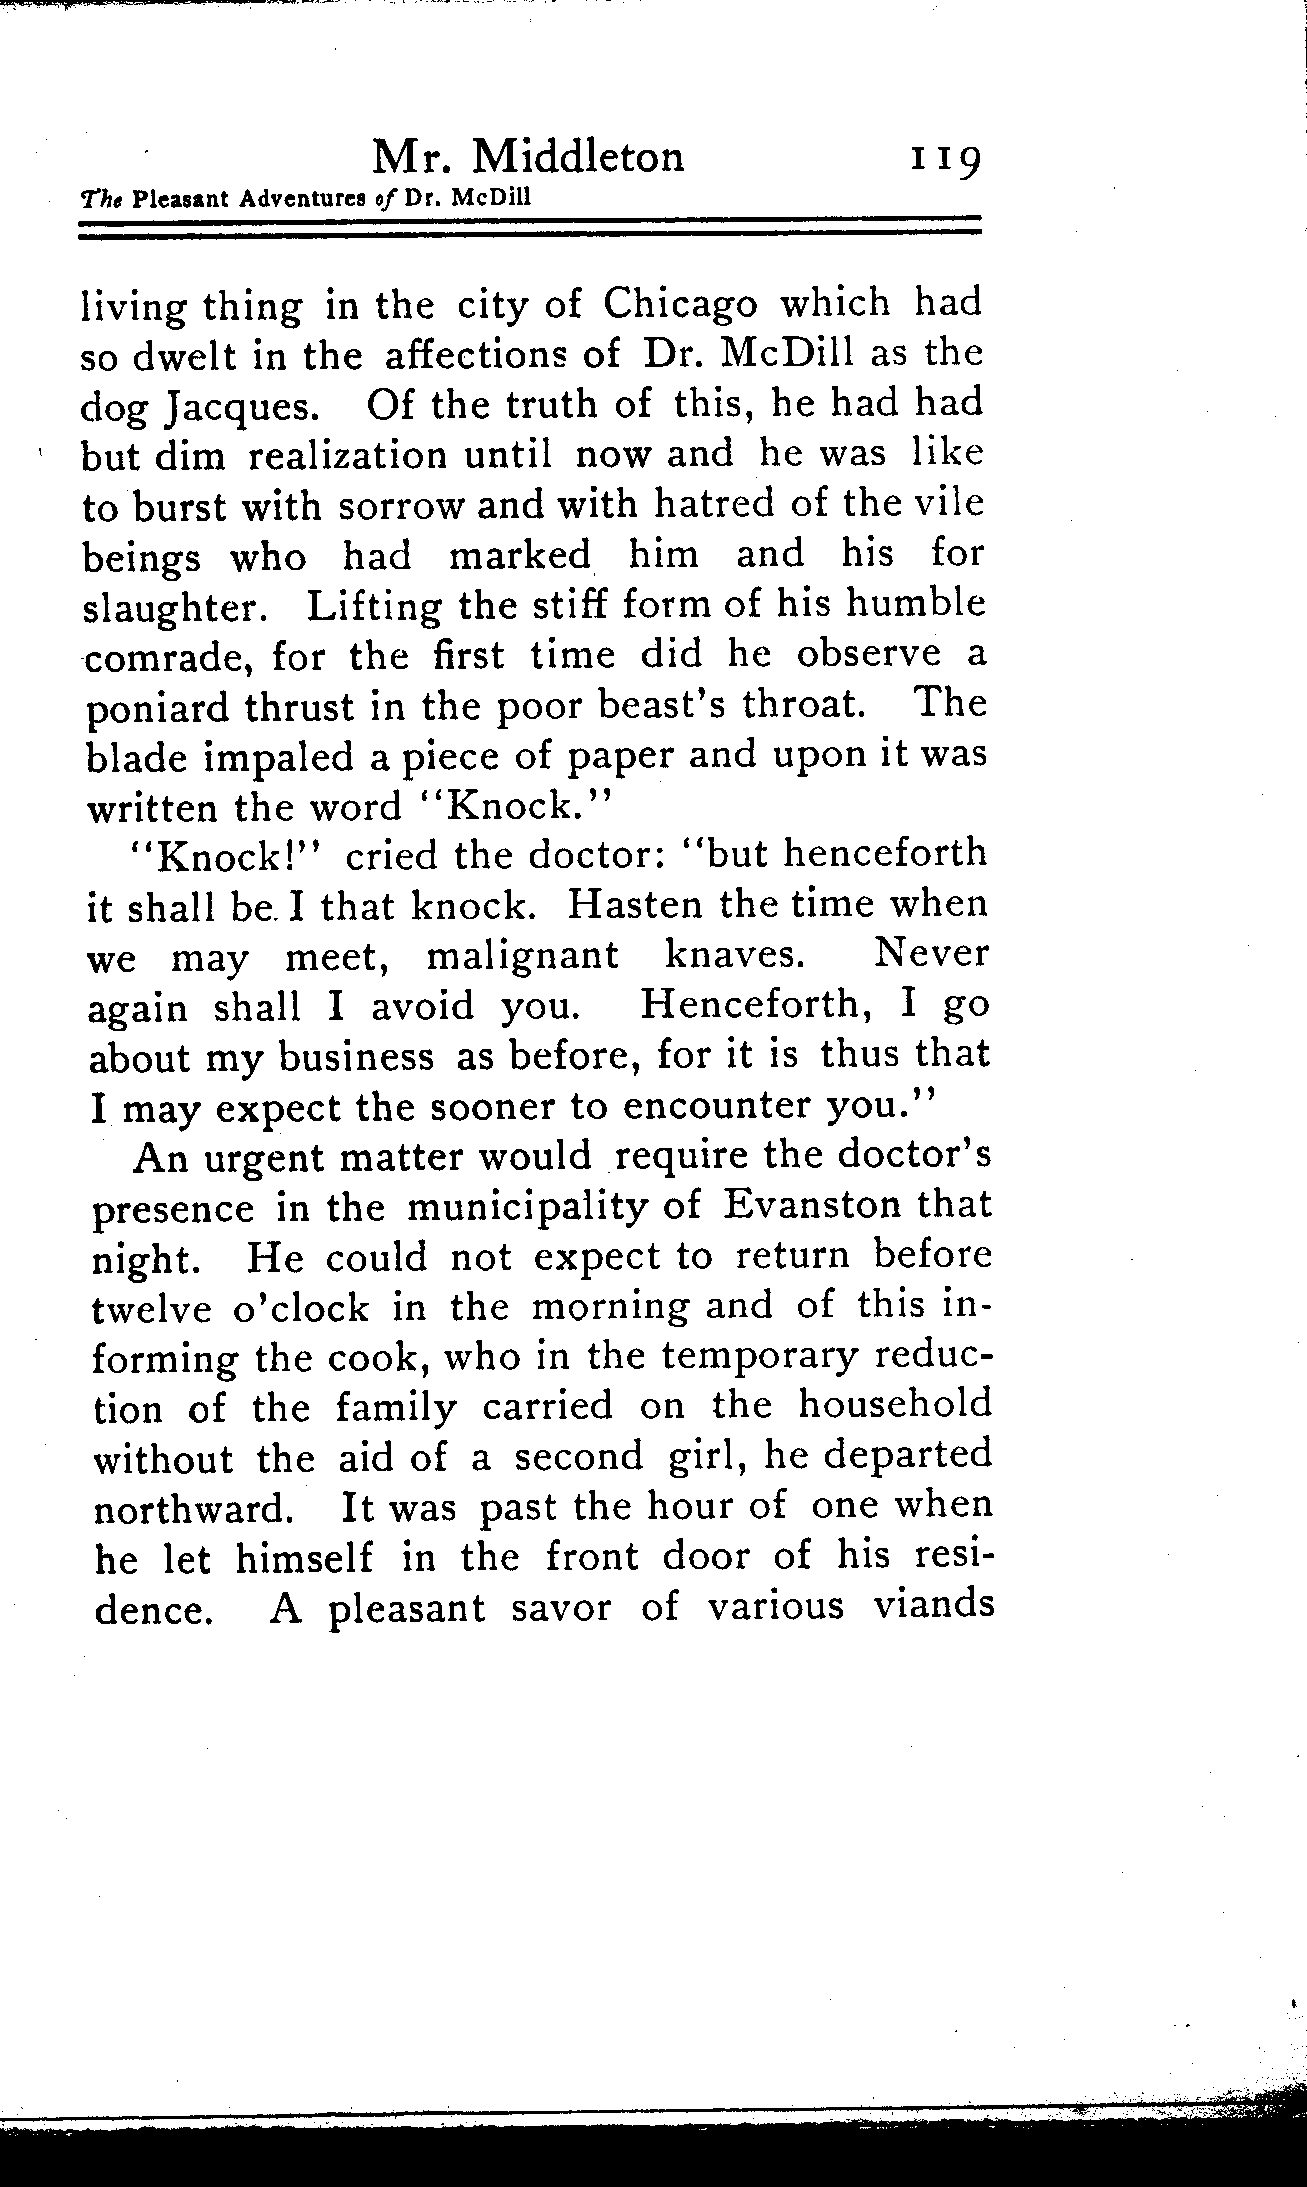 Mr. Middleton 119
The Pleasant Adventures of Dr. McDill
living thing in the city of Chicago which had
so dwelt in the affections of Dr. McDill as the
dog Jacques. Of the truth of this, he had had
but dim realization until now and he was like
to burst with sorrow and with hatred of the vile
beings who had marked him and his for
slaughter. Lifting the stiff form of his humble
comrade, for the first time did he observe a
poniard thrust in the poor beast's throat. The
blade impaled a piece of paper and upon it was
written the word "Knock."
"Knock!" cried the doctor: "but henceforth
it shall be I that knock. Hasten the time when
we may meet, malignant knaves. Never
again shall I avoid you. Henceforth, I go
about my business as before, for it is thus that
I may expect the sooner to encounter you."
An urgent matter would require the doctor's
presence in the municipality of Evanston that
night. He could not expect to return before
twelve o'clock in the morning and of this in-
forming the cook, who in the temporary reduc-
tion of the family carried on the household
without the aid of a second girl, he departed
northward. It was past the hour of one when
he let himself in the front door of his resi-
dence. A pleasant savor of various viands